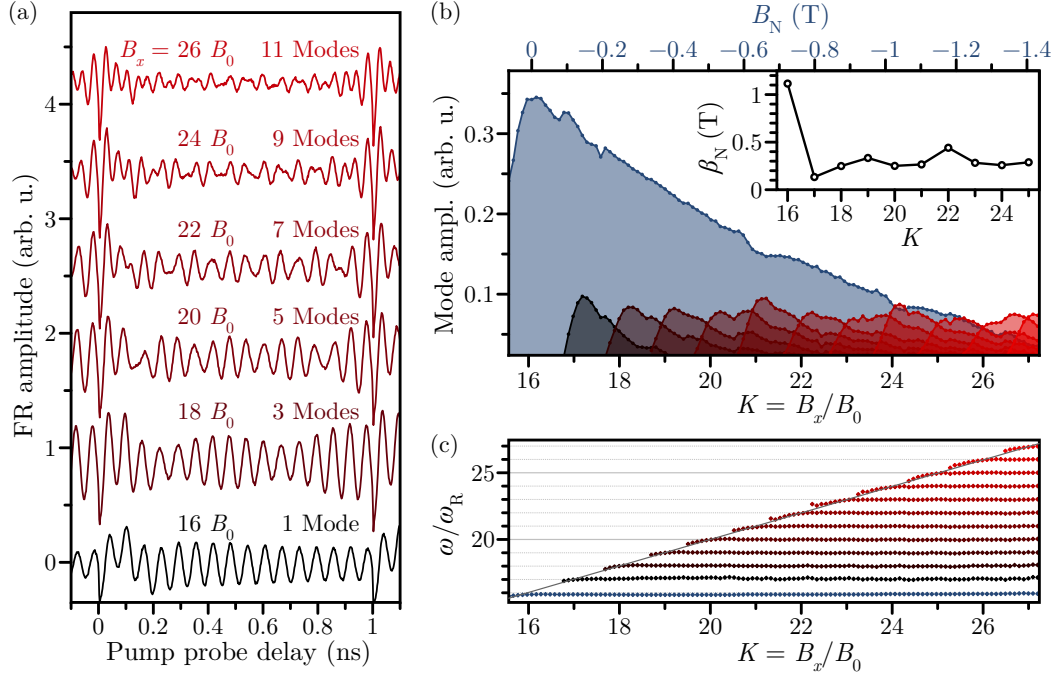 (a)
B_x = 26 B_0 11 Modes
24 B_0 9 Modes
22 B_0 7 Modes
20 B_0 5 Modes
18 B_0 3 Modes
16 B_0 1 Mode
4
3
2
1
0
FR amplitude (arb. u.)
0 0.2 0.4 0.6 0.8 1
Pump probe delay (ns)
(b)
B_N (T)
0 −0.2 −0.4 −0.6 −0.8 −1 −1.2 −1.4
Mode ampl. (arb. u.)
0.3
0.2
0.1
β_N (T)
1
0.5
0
16 18 20 22 24
K
16 18 20 22 24 26
K = B_x/B_0
(c)
ω/ω_R
25
20
16 18 20 22 24 26
K = B_x/B_0